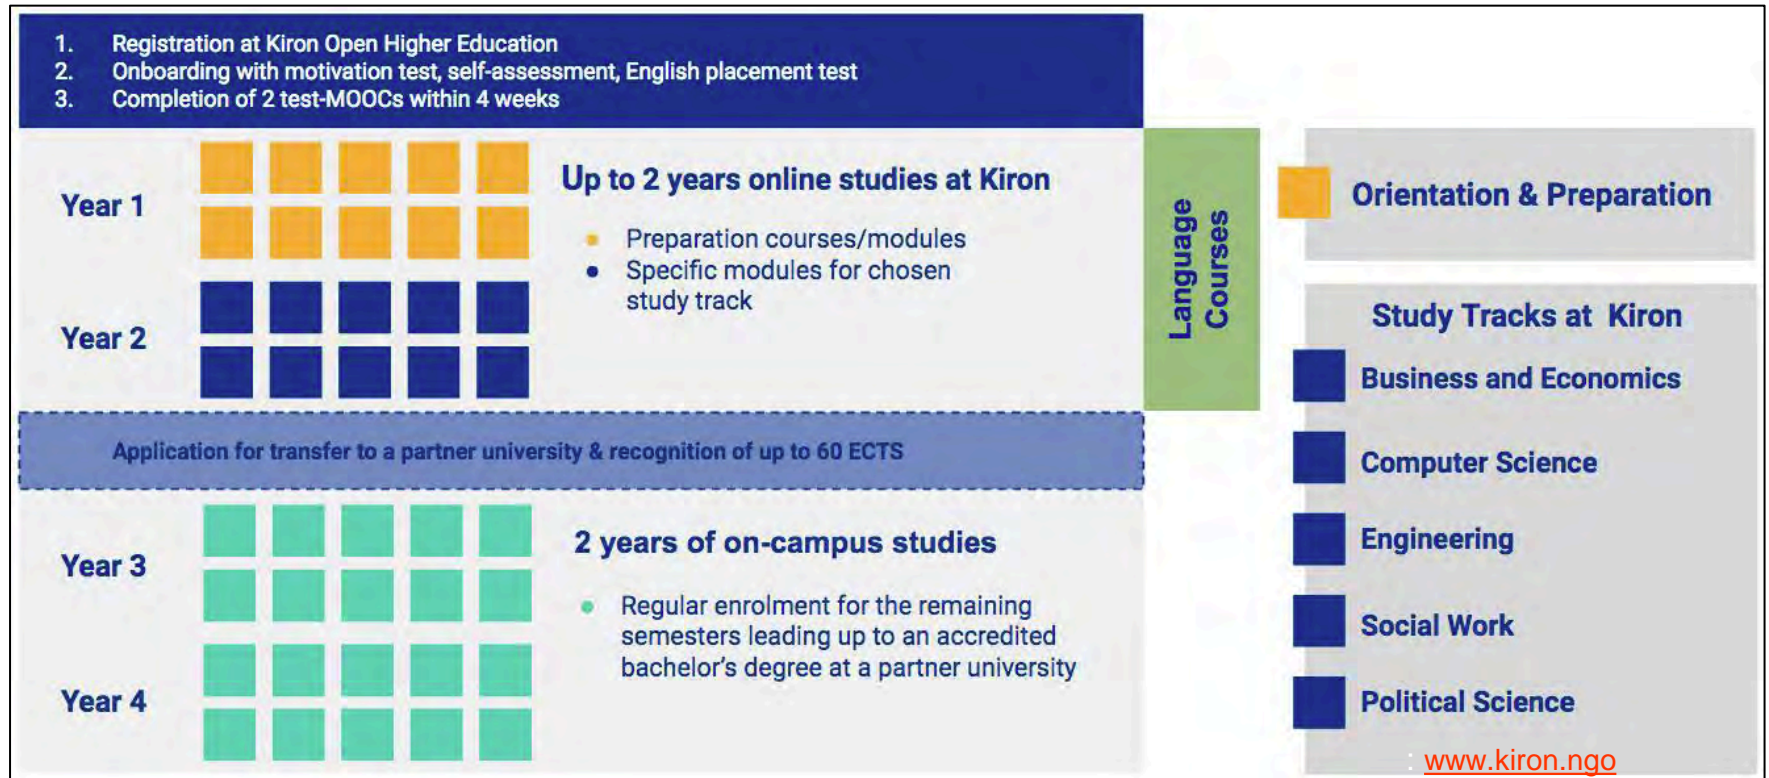 1. Registration at Kiron Open Higher Education
2. Onboarding with motivation test, self-assessment, English placement test
3. Completion of 2 test-MOOCs within 4 weeks
Year 1
Year 2
Up to 2 years online studies at Kiron
Preparation courses/modules
• Specific modules for chosen
study track
Language
Courses
Application for transfer to a partner university & recognition of up to 60 ECTS
Year 3
Year 4
2 years of on-campus studies
• Regular enrolment for the remaining
semesters leading up to an accredited
bachelor's degree at a partner university
Orientation & Preparation
Study Tracks at Kiron
Business and Economics
Computer Science
Engineering
Social Work
Political Science
: www.kiron.ngo